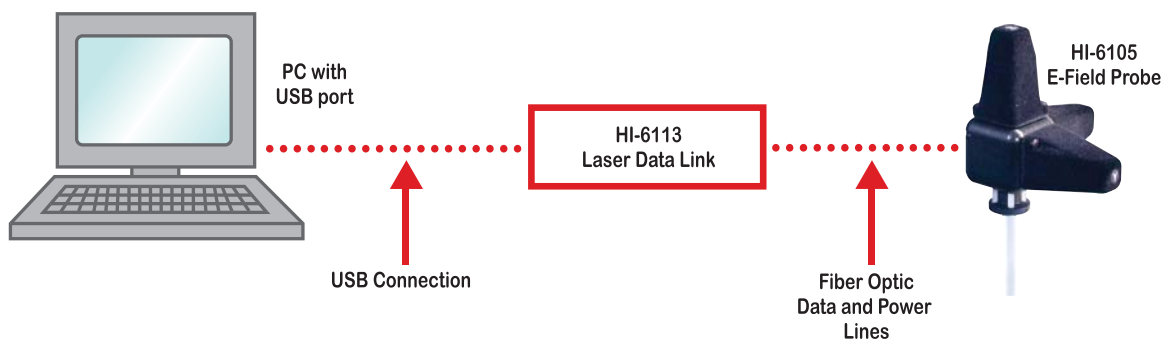 PC with
USB port
HI-6113
Laser Data Link
HI-6105
E-Field Probe
USB Connection
Fiber Optic
Data and Power
Lines